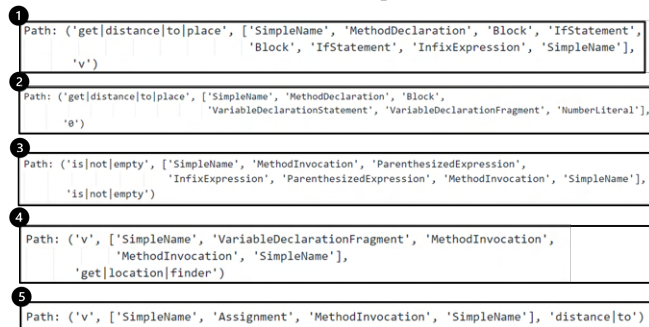 1
Path: ('get|distance|to|place', ['SimpleName', 'MethodDeclaration', 'Block', 'IfStatement',
'Block', 'IfStatement', 'InfixExpression', 'SimpleName'],
'v')
2
Path: ('get|distance|to|place', ['SimpleName', 'MethodDeclaration', 'Block',
'VariableDeclarationStatement', 'VariableDeclarationFragment', 'NumberLiteral'],
'0')
3
Path: ('is|not|empty', ['SimpleName', 'MethodInvocation', 'ParenthesizedExpression',
'InfixExpression', 'ParenthesizedExpression', 'MethodInvocation', 'SimpleName'],
'is|not|empty')
4
Path: ('v', ['SimpleName', 'VariableDeclarationFragment', 'MethodInvocation',
'MethodInvocation', 'SimpleName'],
'get|location|finder')
5
Path: ('v', ['SimpleName', 'Assignment', 'MethodInvocation', 'SimpleName'], 'distance|to')